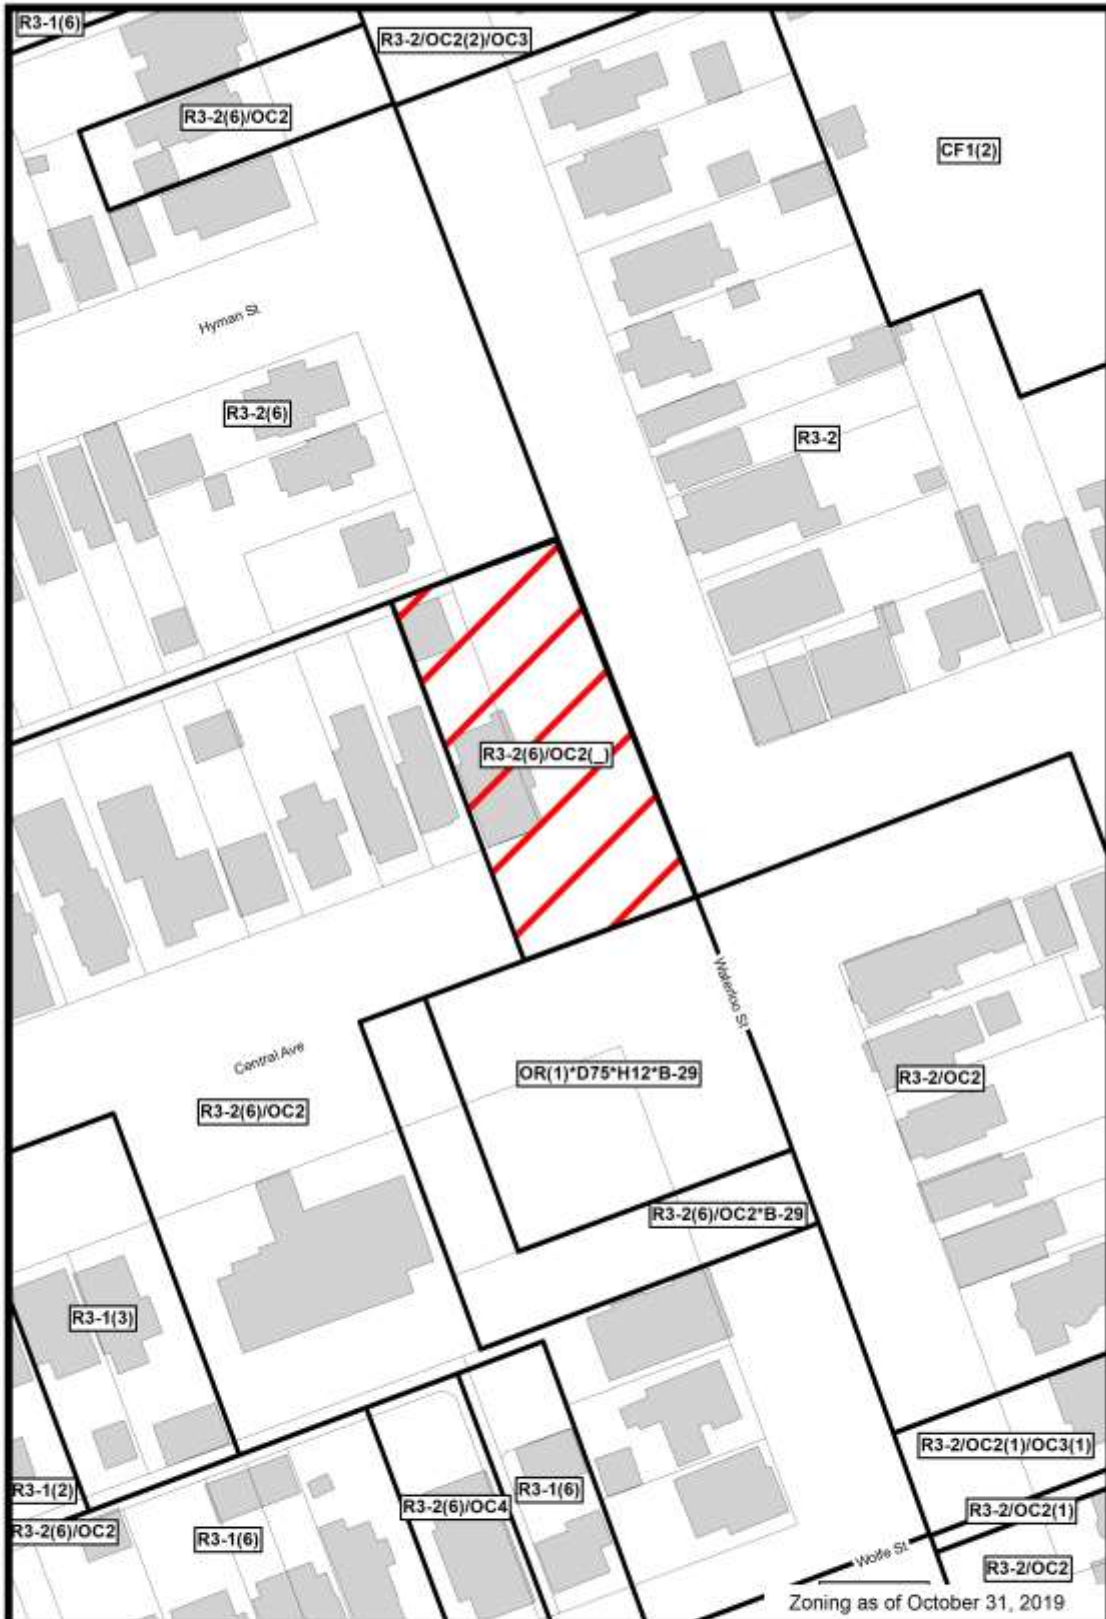 R3-1(6)
R3-2/OC2(2)/OC3
R3-2(6)/OC2
CF1(2)
Hyman St
R3-2(6)
R3-2
R3-2(6)/OC2(_)
Waterloo St
Central Ave
OR(1)*D75*H12*B-29
R3-2/OC2
R3-2(6)/OC2
R3-2(6)/OC2*B-29
R3-1(3)
R3-2/OC2(1)/OC3(1)
R3-1(2)
R3-1(6)
R3-2(6)/OC4
R3-2/OC2(1)
R3-2(6)/OC2
R3-1(6)
Wolfe St
R3-2/OC2
Zoning as of October 31, 2019